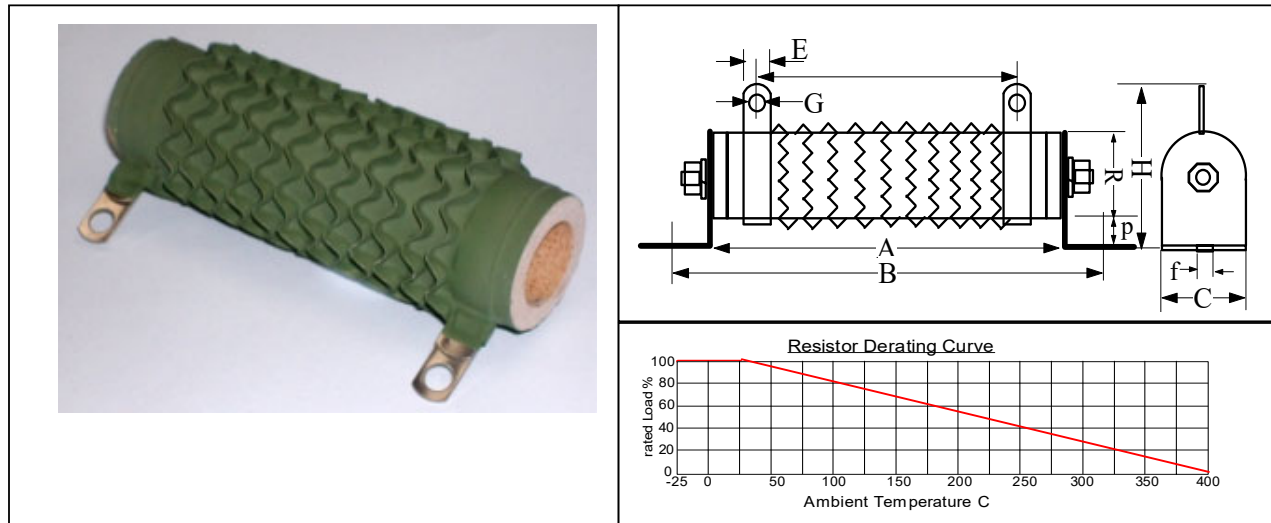 E
G
H
R
p
A
B
f
C
Resistor Derating Curve
rated Load%
100
80
60
40
20
0
-25 0 50 100 150 200 250 300 350 400
Ambient Temperature C